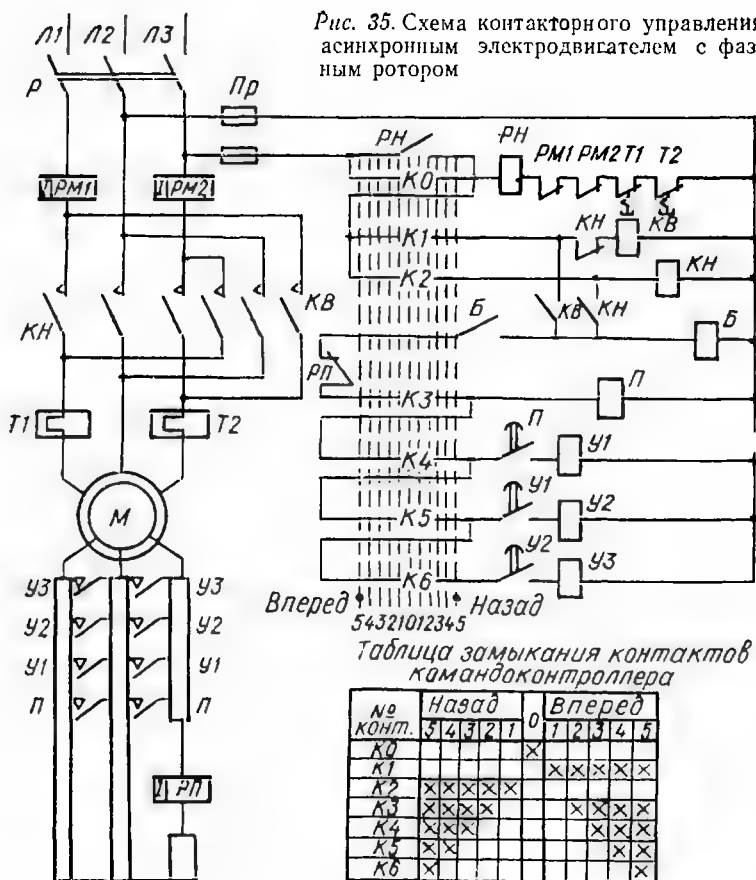 Рис. 35. Схема контакторного управления
асинхронным электродвигателем с фаз-
ным ротором
Л1 Л2 Л3
Р
Пр
РН РН РМ1 РМ2 Т1 Т2
К0
РМ1 РМ2
К1 КН КВ
К2 КН
КН КВ
КВ КН
Б Б
РП
К3 П
Т1 Т2
К4 П У1
М
К5 У1 У2
К6 У2 У3
У3 У3
У2 У2
У1 У1
П П
РП
Вперед Назад
54321012345
Таблица замыкания контактов
камандоконтроллера
№ конт. Назад 0 Вперед
5 4 3 2 1 1 2 3 4 5
К0 ×
К1 × × × × ×
К2 × × × × ×
К3 × × × × × × × ×
К4 × × × × × ×
К5 × × × ×
К6 × ×